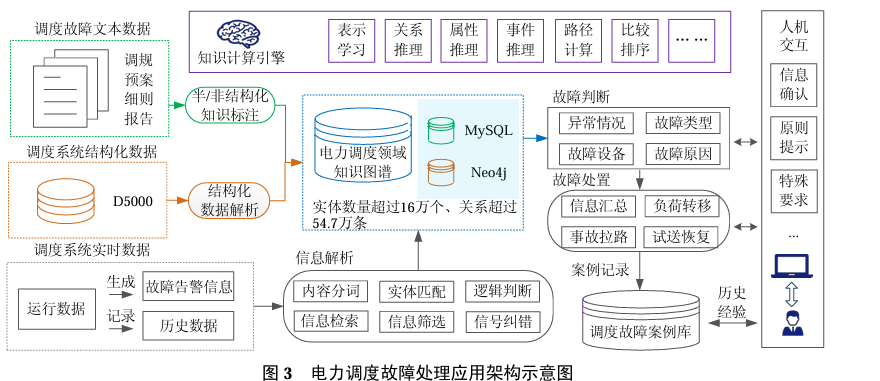 调度故障文本数据
调规
预案
细则
报告
半/非结构化
知识标注
调度系统结构化数据
D5000
结构化
数据解析
调度系统实时数据
运行数据
生成
故障告警信息
记录
历史数据
知识计算引擎
表示
学习
关系
推理
属性
推理
事件
推理
路径
计算
比较
排序
... ...
电力调度领域
知识图谱
MySQL
Neo4j
实体数量超过16万个、关系超过
54.7万条
信息解析
内容分词
实体匹配
逻辑判断
信息检索
信息筛选
信号纠错
故障判断
异常情况
故障类型
故障设备
故障原因
故障处置
信息汇总
负荷转移
事故拉路
试送恢复
案例记录
调度故障案例库
历史
经验
人机
交互
信息
确认
原则
提示
特殊
要求
...
图 3 电力调度故障处理应用架构示意图